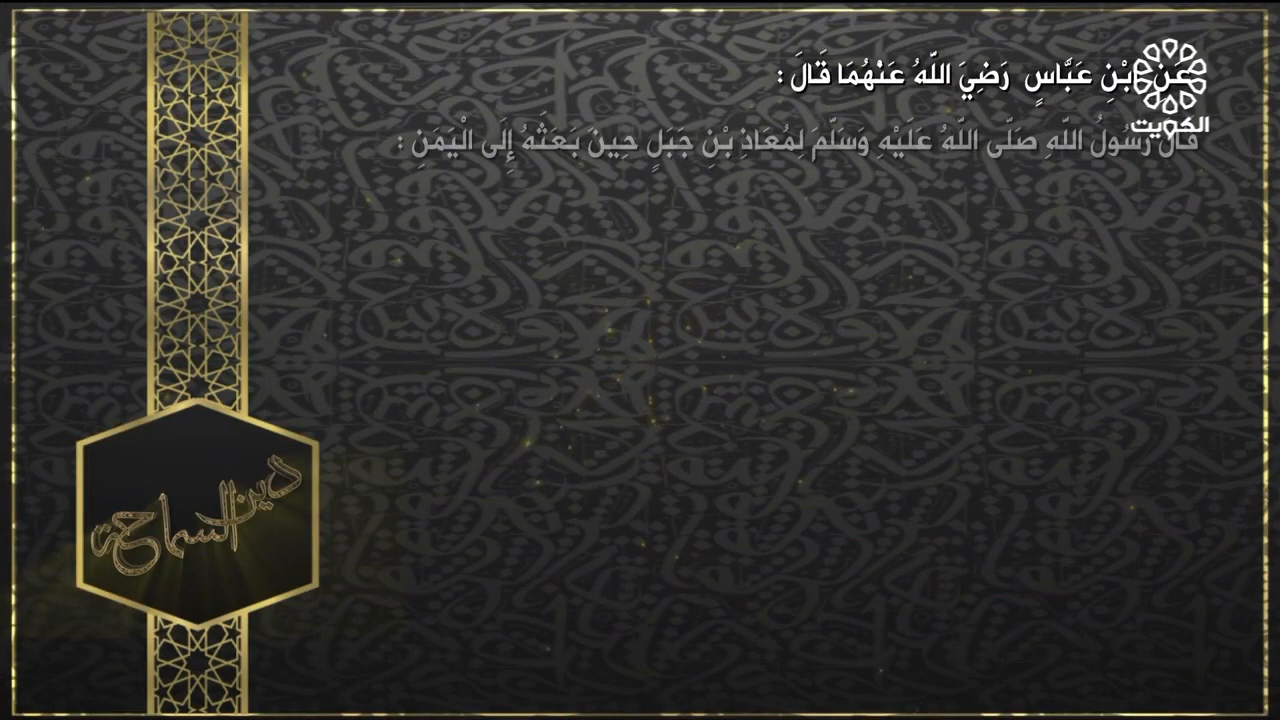 عَنِ ابْنِ عَبَّاسٍ رَضِيَ اللّهُ عَنْهُمَا قَالَ :
قَالَ رَسُولُ اللّهِ صَلّى اللّهُ عَلَيْهِ وَسَلّمَ لِمُعَاذِ بْنِ جَبَلٍ حِينَ بَعَثَهُ إِلَى الْيَمَنِ :
الكويت
دين السماحة